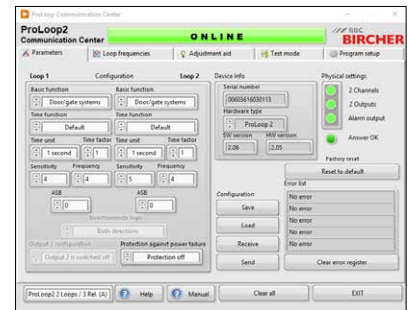 ProLoop Communication Center
ProLoop2
Communication Center
ONLINE
BBC
BIRCHER
Parameters
Loop frequencies
Adjustment aid
Test mode
Program setup
Loop 1 Configuration Loop 2
Basic function Basic function
Door/gate systems Door/gate systems
Time function Time function
Default Default
Time unit Time factor Time unit Time factor
1 second 1 1 second 1
Sensitivity Frequency Sensitivity Frequency
4 4 5 4
ASB ASB
0 0
Directionmode logic
Both directions
Output 2 configuration Protection against power failure
Output 2 is switched off Protection off
Device info
Serial number
Hardware type
ProLoop 2
SW version HW version
2.06 2.05
Configuration
Save
Load
Receive
Send
Physical settings
2 Channels
2 Outputs
Alarm output
Answer OK
Factory reset
Reset to default
Error list
No error
No error
No error
No error
No error
Clear error register
ProLoop2 2 Loops / 3 Rel. (A)
Help
Manual
Clear all
EXIT